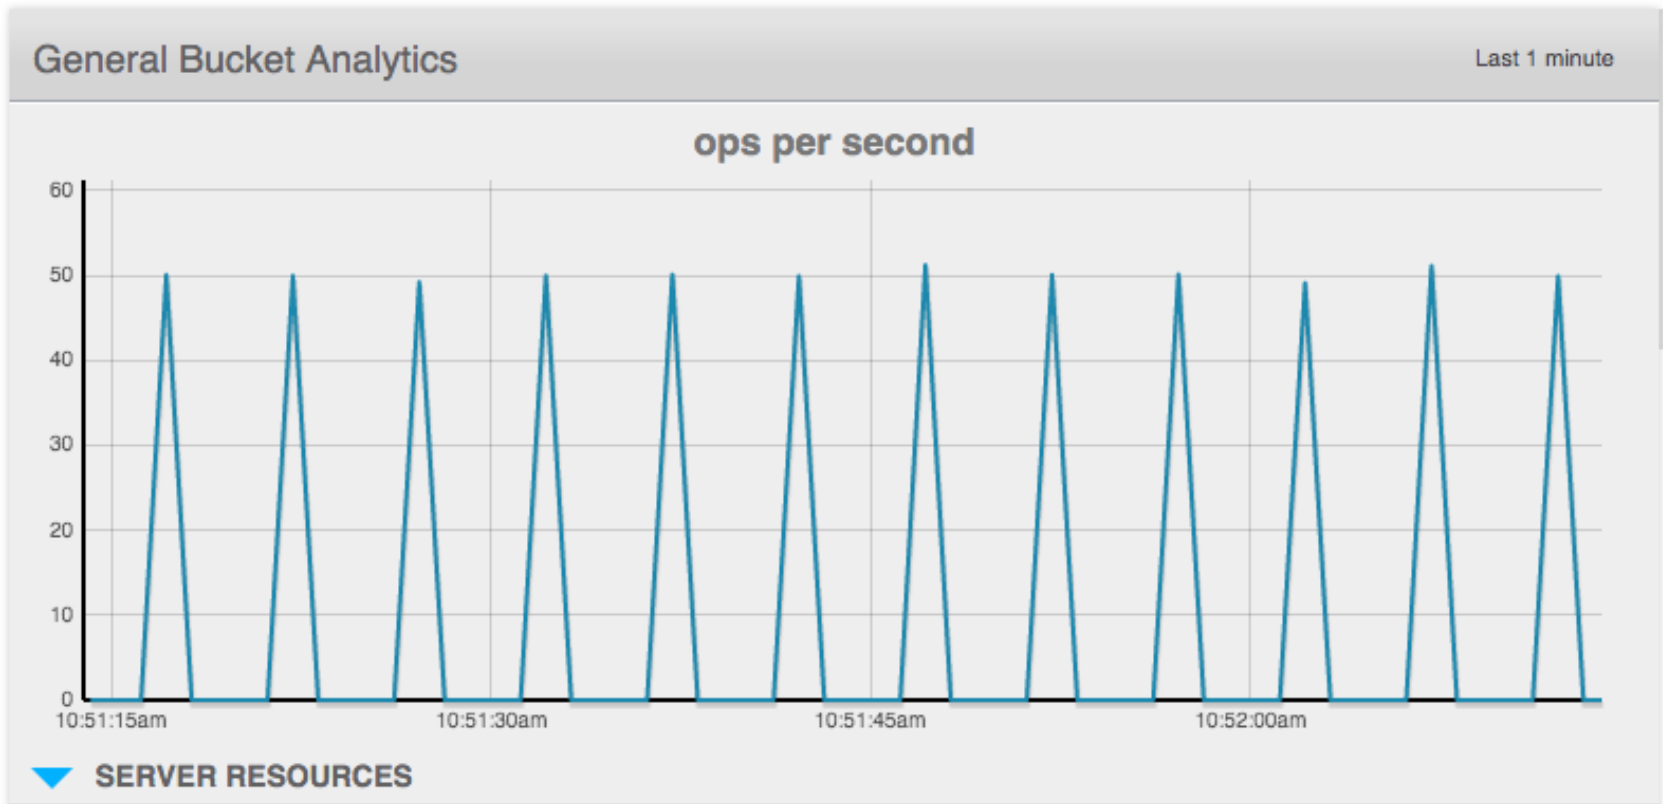 General Bucket Analytics
Last 1 minute
ops per second
60
50
40
30
20
10
0
10:51:15am
10:51:30am
10:51:45am
10:52:00am
SERVER RESOURCES